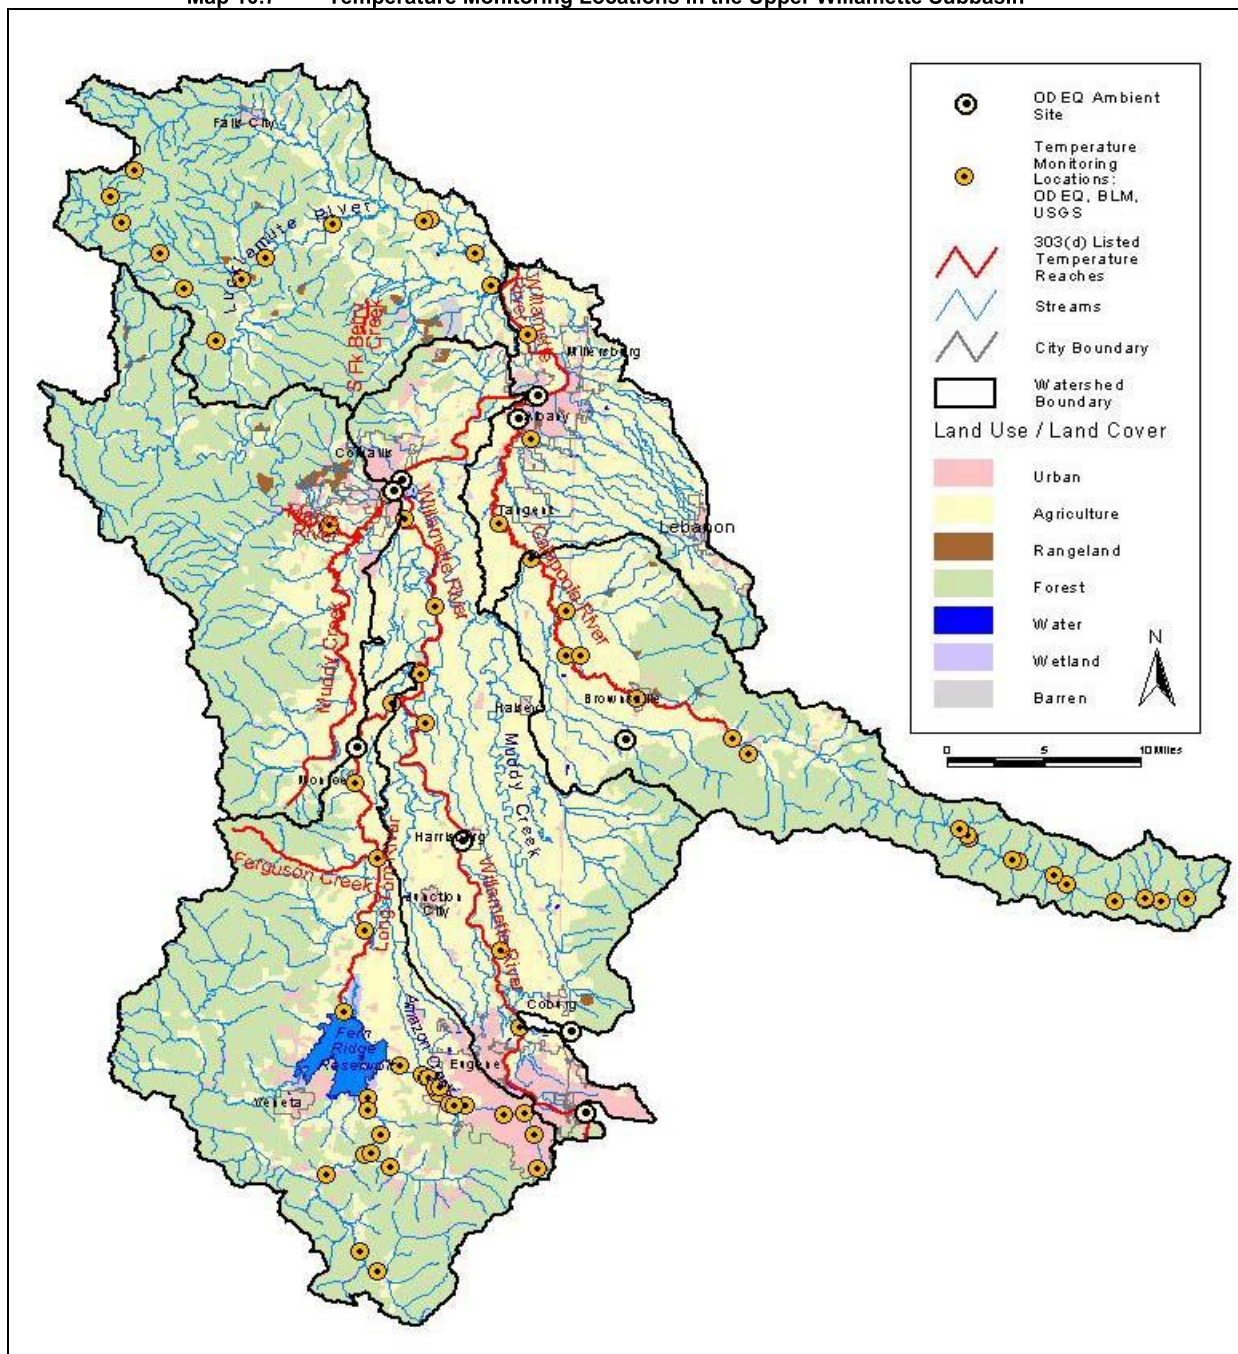 Temperature Monitoring Locations in the Upper Willamette Subbasin
ODEQ Ambient
Site
Temperature
Monitoring
Locations:
ODEQ, BLM,
USGS
303(d) Listed
Temperature
Reaches
Streams
City Boundary
Watershed
Boundary
Land Use / Land Cover
Urban
Agriculture
Rangeland
Forest
Water
Wetland
Barren
N
0 5 10 Miles
Falls City
Luckiamute River
S Fk Berry
Creek
Willamette
River
Millersburg
Albany
Corvallis
Marys
River
Willamette River
Tangent
Lebanon
Calapooia River
Muddy Creek
Brownsville
Halsey
Muddy Creek
Monroe
Harrisburg
Ferguson Creek
Long Tom River
Junction
City
Willamette River
Coburg
Amazon Creek
Eugene
Fern
Ridge
Reservoir
Veneta